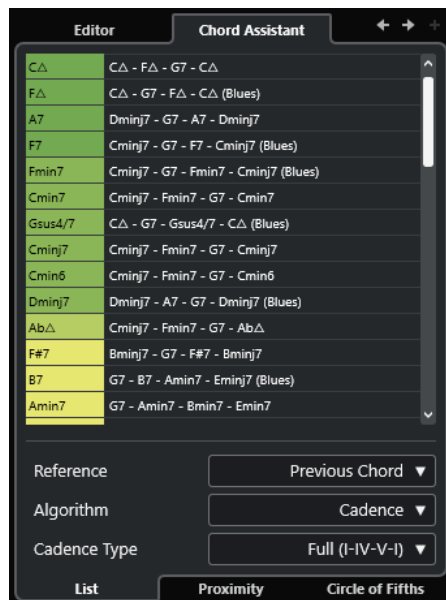 Editor Chord Assistant
C△ C△ - F△ - G7 - C△
F△ C△ - G7 - F△ - C△ (Blues)
A7 Dminj7 - G7 - A7 - Dminj7
F7 Cminj7 - G7 - F7 - Cminj7 (Blues)
Fmin7 Cminj7 - G7 - Fmin7 - Cminj7 (Blues)
Cmin7 Cminj7 - Fmin7 - G7 - Cmin7
Gsus4/7 C△ - G7 - Gsus4/7 - C△ (Blues)
Cminj7 Cminj7 - Fmin7 - G7 - Cminj7
Cmin6 Cminj7 - Fmin7 - G7 - Cmin6
Dminj7 Dminj7 - A7 - G7 - Dminj7 (Blues)
Ab△ Cminj7 - Fmin7 - G7 - Ab△
F#7 Bminj7 - G7 - F#7 - Bminj7
B7 G7 - B7 - Amin7 - Eminj7 (Blues)
Amin7 G7 - Amin7 - Bmin7 - Emin7
Reference Previous Chord
Algorithm Cadence
Cadence Type Full (I-IV-V-I)
List Proximity Circle of Fifths